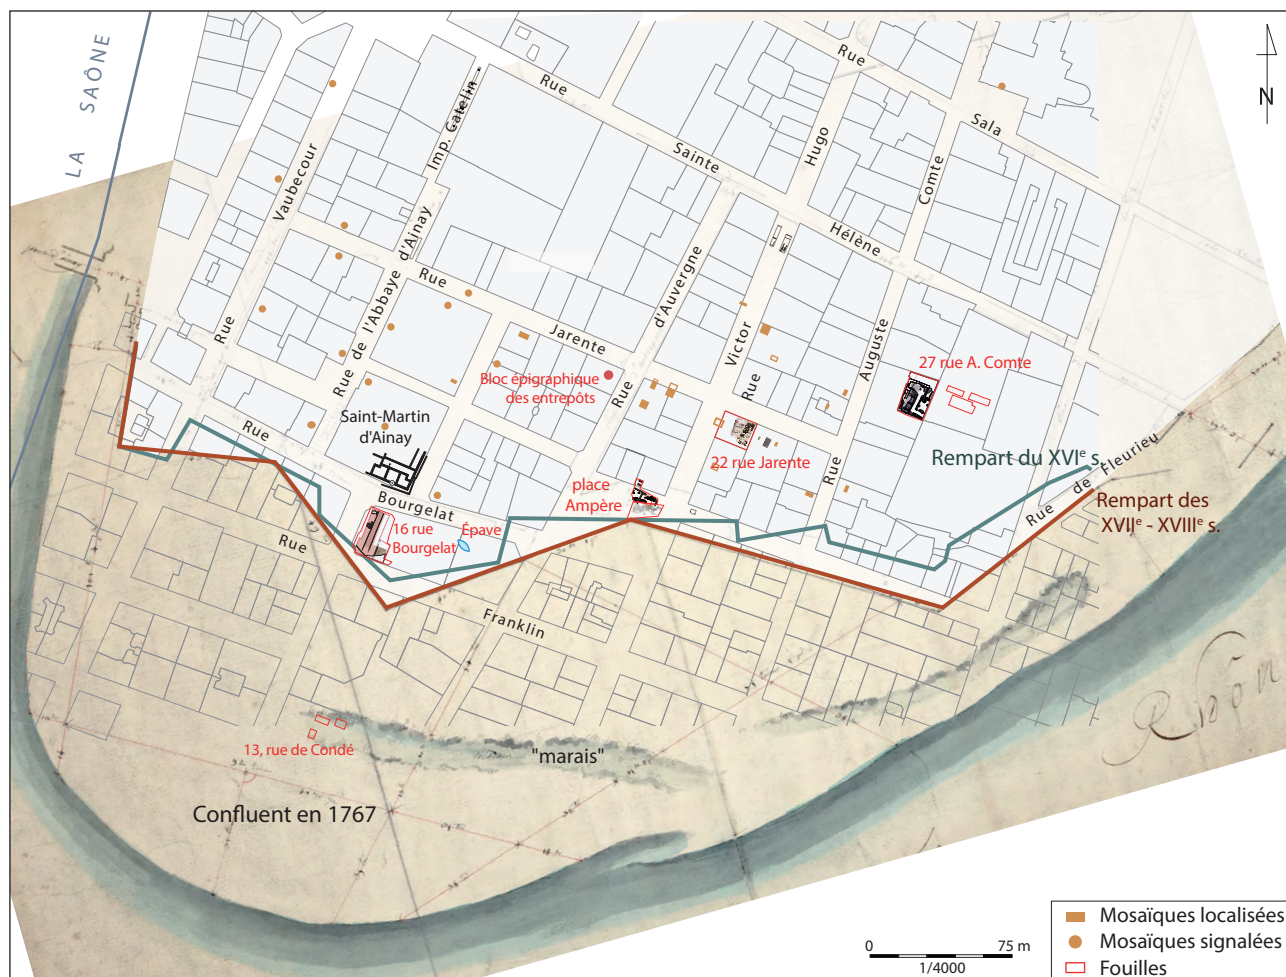 LA SAÔNE
N
Rue
Sala
Rue
Sainte
Hélène
Imp. Catelin
Hugo
Victor
Rue
Comte
Auguste
Rue
Vaubecour
Rue
d'Ainay
l'Abbaye
Rue de
d'Auvergne
Rue
Rue
Jarente
27 rue A. Comte
Bloc épigraphique
des entrepôts
Saint-Martin
d'Ainay
Rue
Bourgelat
22 rue Jarente
Rempart du XVIᵉ s.
Rue de Fleurieu
place
Ampère
Rempart des
XVIIᵉ - XVIIIᵉ s.
16 rue
Bourgelat
Épave
Rue
Franklin
Rhôn
13, rue de Condé
"marais"
Confluent en 1767
0 75 m
1/4000
Mosaïques localisées
Mosaïques signalées
Fouilles